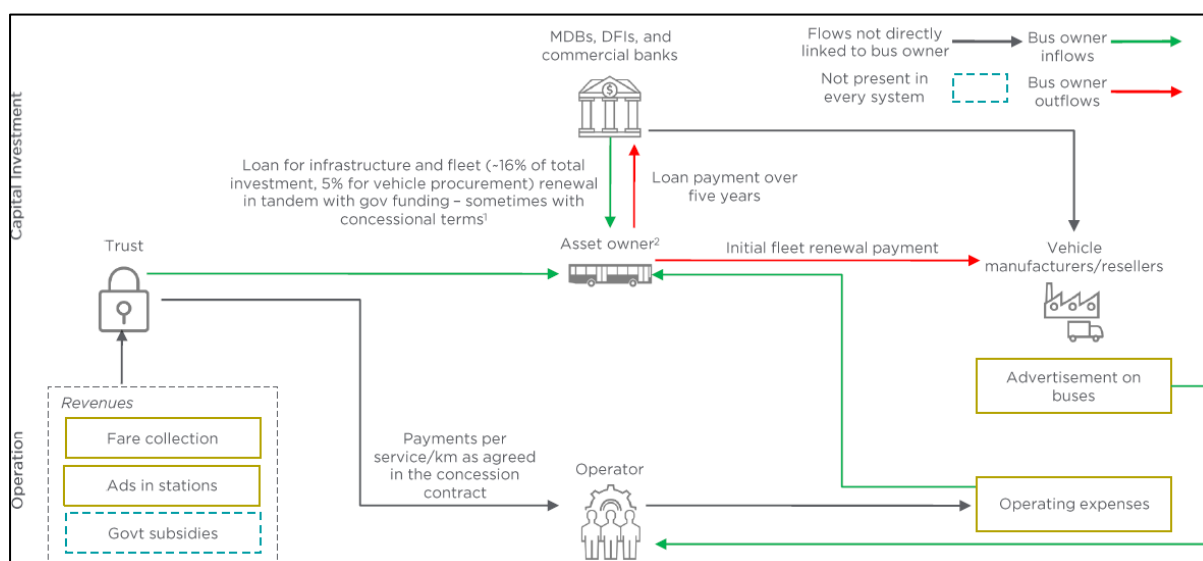 MDBs, DFIs, and
commercial banks
Flows not directly
linked to bus owner
Bus owner
inflows
Not present in
every system
Bus owner
outflows
Capital Investment
Loan for infrastructure and fleet (~16% of total
investment, 5% for vehicle procurement) renewal
in tandem with gov funding – sometimes with
concessional terms¹
Loan payment over
five years
Trust
Asset owner²
Initial fleet renewal payment
Vehicle
manufacturers/resellers
Advertisement on
buses
Operation
Revenues
Fare collection
Ads in stations
Govt subsidies
Payments per
service/km as agreed
in the concession
contract
Operator
Operating expenses